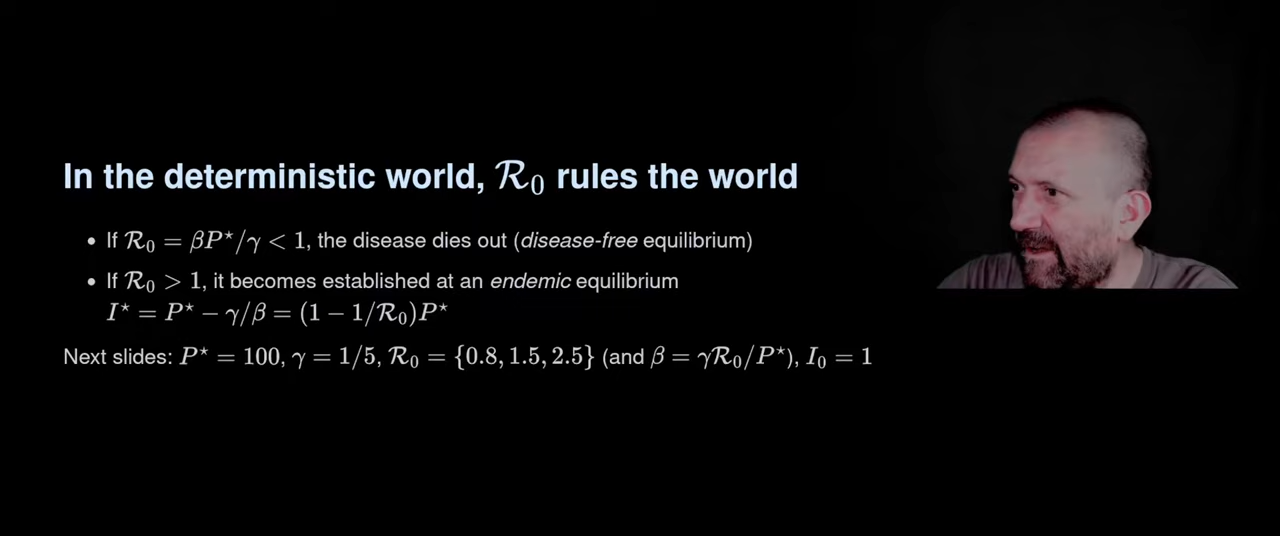 In the deterministic world, 𝓡₀ rules the world
• If 𝓡₀ = βP⋆/γ < 1, the disease dies out (disease-free equilibrium)
• If 𝓡₀ > 1, it becomes established at an endemic equilibrium
I⋆ = P⋆ − γ/β = (1 − 1/𝓡₀)P⋆
Next slides: P⋆ = 100, γ = 1/5, 𝓡₀ = {0.8, 1.5, 2.5} (and β = γ𝓡₀/P⋆), I₀ = 1